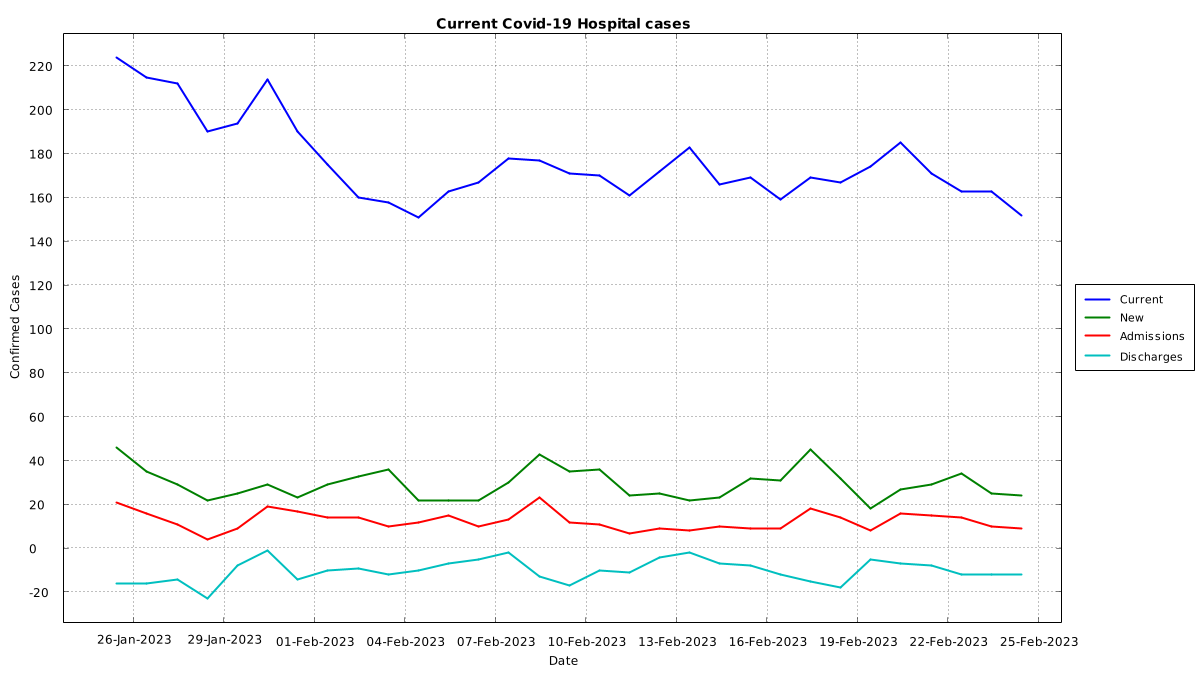 Current Covid-19 Hospital cases
220
200
180
160
140
120
100
80
60
40
20
0
-20
Confirmed Cases
26-Jan-2023 29-Jan-2023 01-Feb-2023 04-Feb-2023 07-Feb-2023 10-Feb-2023 13-Feb-2023 16-Feb-2023 19-Feb-2023 22-Feb-2023 25-Feb-2023
Date
Current
New
Admissions
Discharges